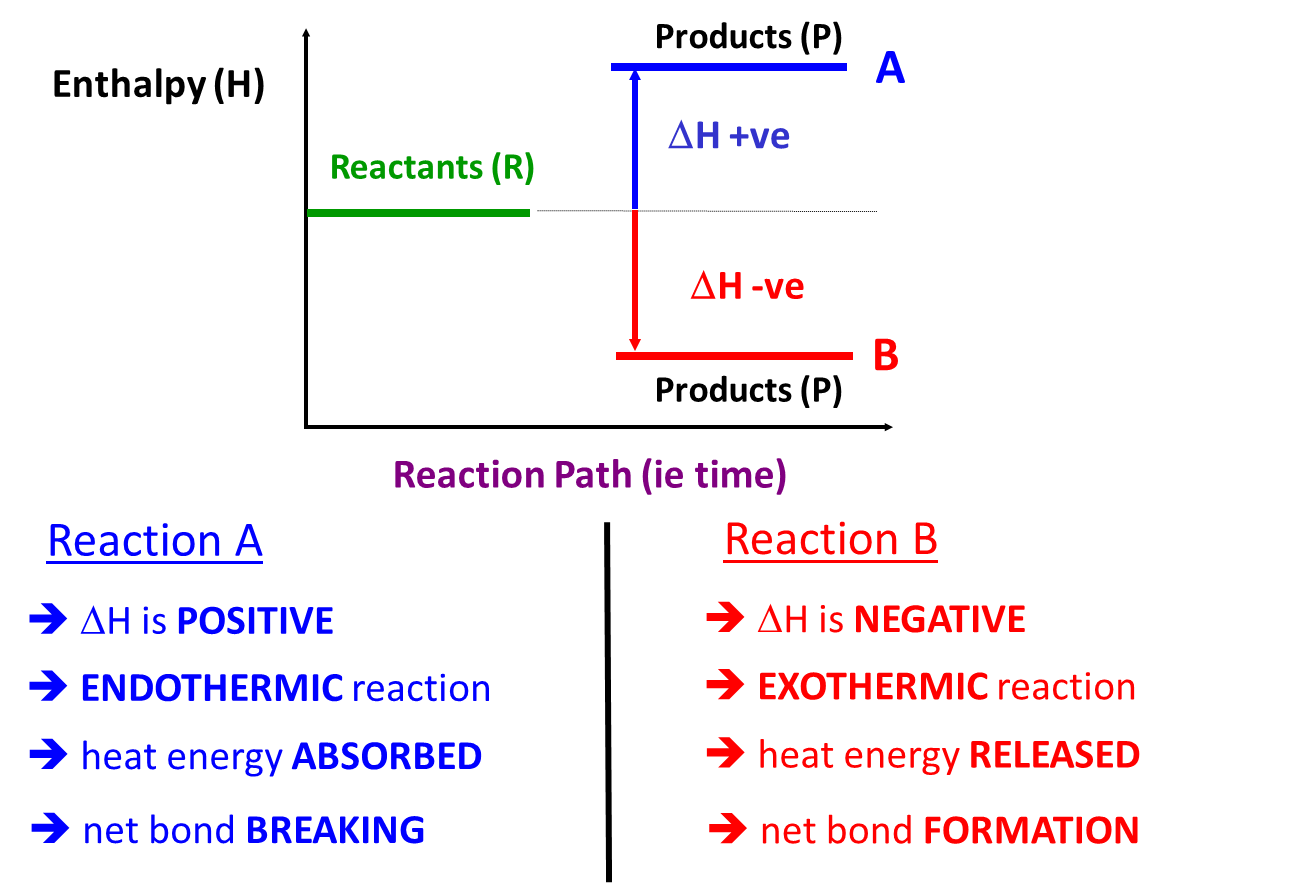 Products (P)
A
Enthalpy (H)
ΔH +ve
Reactants (R)
ΔH -ve
B
Products (P)
Reaction Path (ie time)
Reaction A
➔ ΔH is POSITIVE
➔ ENDOTHERMIC reaction
➔ heat energy ABSORBED
➔ net bond BREAKING
Reaction B
➔ ΔH is NEGATIVE
➔ EXOTHERMIC reaction
➔ heat energy RELEASED
➔ net bond FORMATION